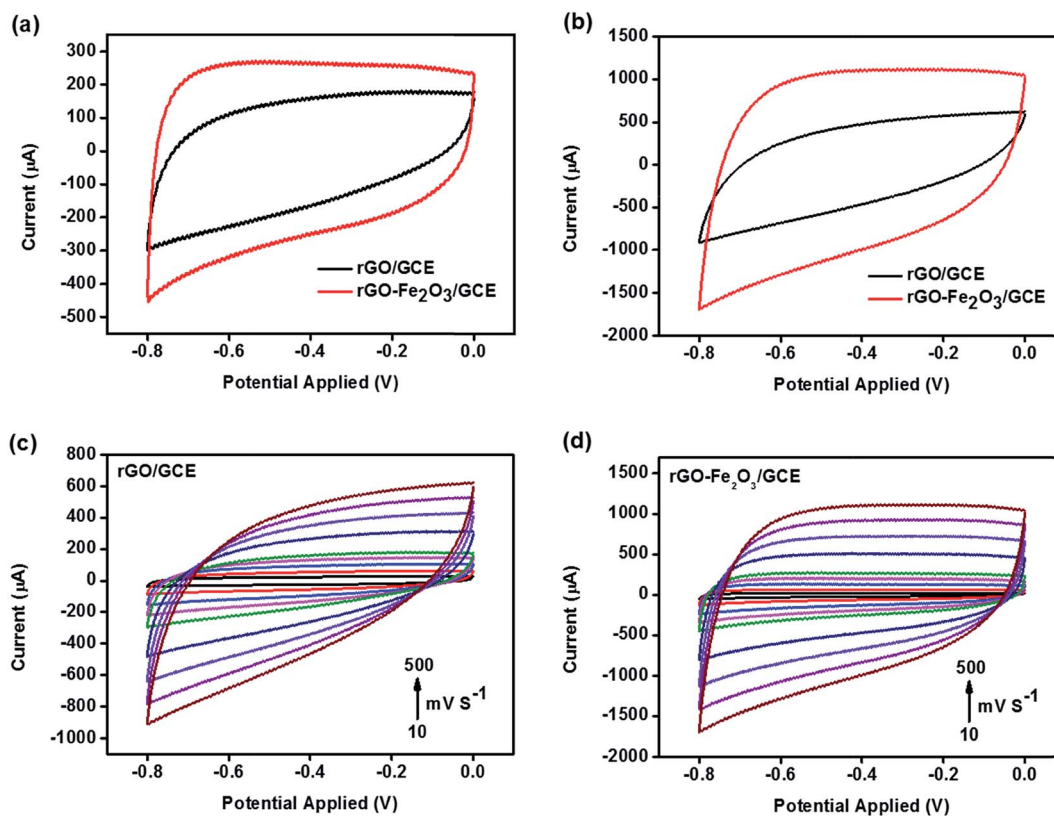 (a)
300
200
100
0
-100
-200
-300
-400
-500
Current (µA)
rGO/GCE
rGO-Fe₂O₃/GCE
-0.8 -0.6 -0.4 -0.2 0.0
Potential Applied (V)
(b)
1500
1000
500
0
-500
-1000
-1500
-2000
Current (µA)
rGO/GCE
rGO-Fe₂O₃/GCE
-0.8 -0.6 -0.4 -0.2 0.0
Potential Applied (V)
(c)
800
600
400
200
0
-200
-400
-600
-800
-1000
Current (µA)
rGO/GCE
500
mV S⁻¹
10
-0.8 -0.6 -0.4 -0.2 0.0
Potential Applied (V)
(d)
1500
1000
500
0
-500
-1000
-1500
-2000
Current (µA)
rGO-Fe₂O₃/GCE
500
mV S⁻¹
10
-0.8 -0.6 -0.4 -0.2 0.0
Potential Applied (V)